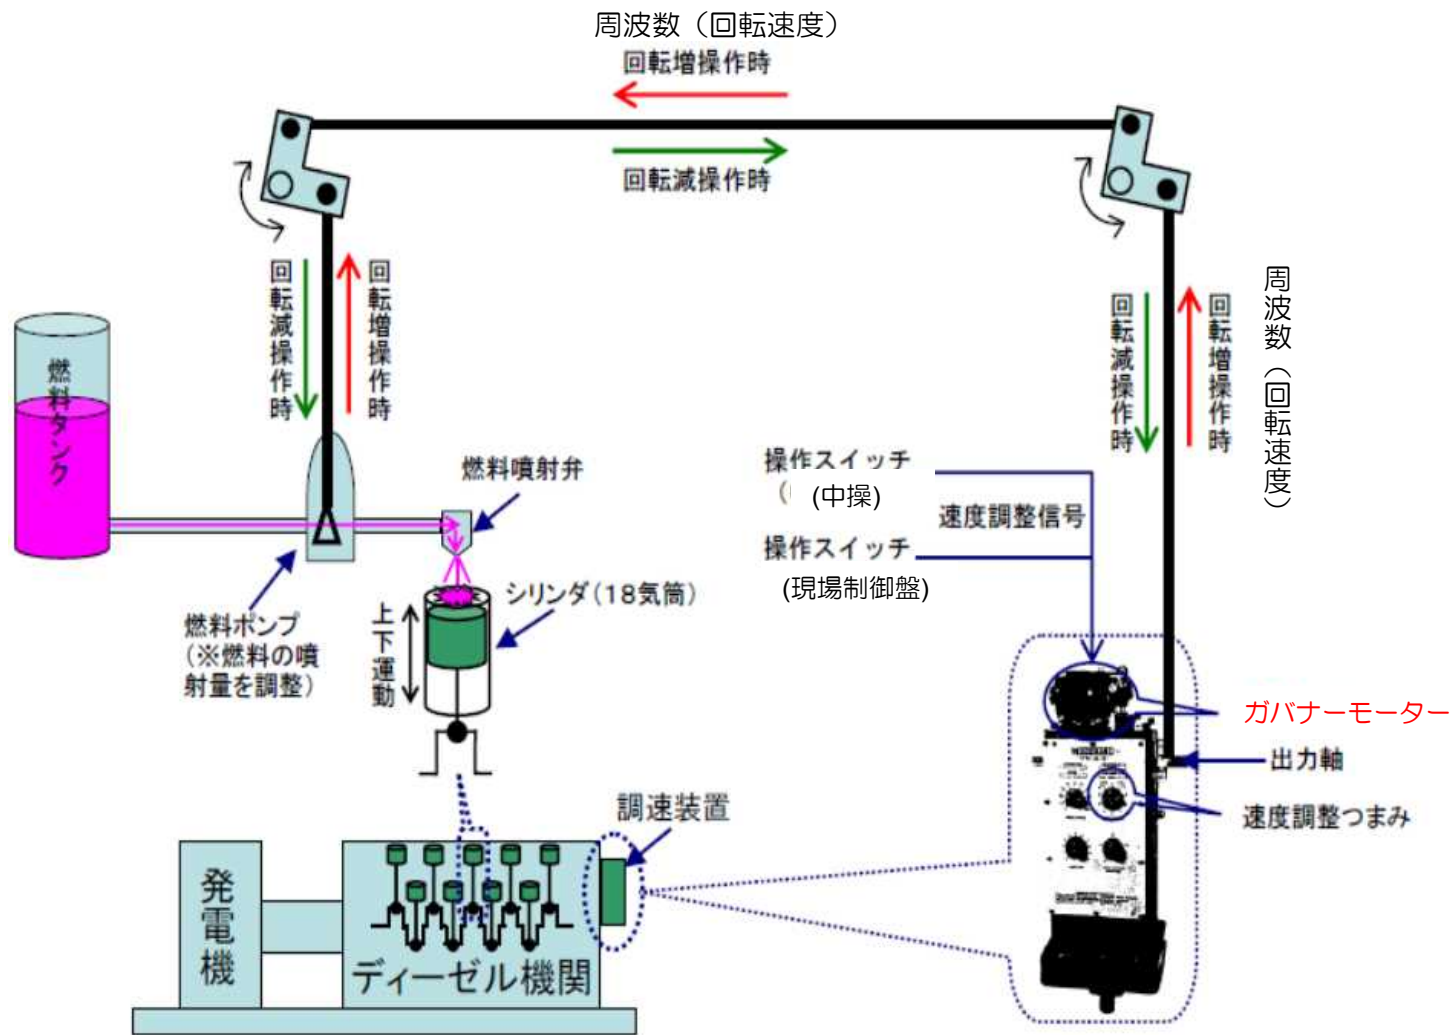 周波数（回転速度）
回転増操作時
回転減操作時
回転減操作時
回転増操作時
回転減操作時
回転増操作時
周波数（回転速度）
燃料タンク
燃料噴射弁
操作スイッチ
(中操)
速度調整信号
操作スイッチ
(現場制御盤)
シリンダ（１８気筒）
上下運動
燃料ポンプ
（※燃料の噴
射量を調整）
ガバナーモーター
出力軸
速度調整つまみ
調速装置
発電機
ディーゼル機関